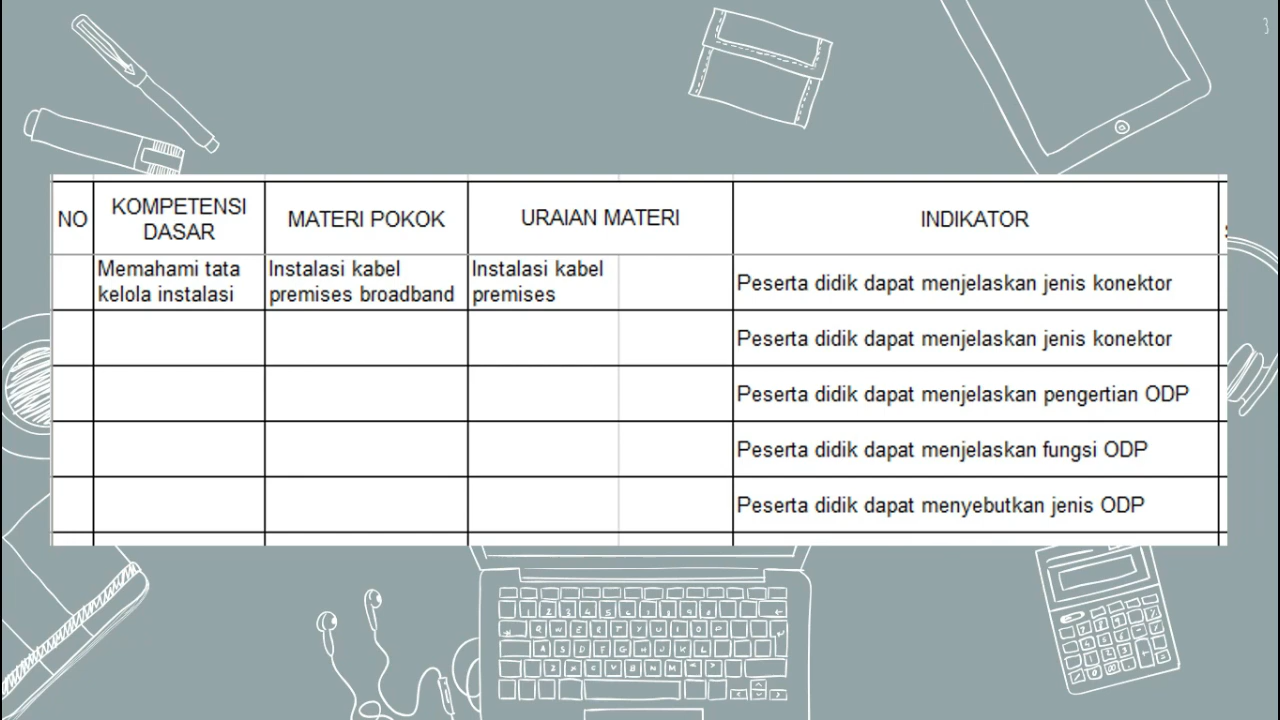 3
NO
KOMPETENSI
DASAR
MATERI POKOK
URAIAN MATERI
INDIKATOR
Memahami tata
kelola instalasi
Instalasi kabel
premises broadband
Instalasi kabel
premises
Peserta didik dapat menjelaskan jenis konektor
Peserta didik dapat menjelaskan jenis konektor
Peserta didik dapat menjelaskan pengertian ODP
Peserta didik dapat menjelaskan fungsi ODP
Peserta didik dapat menyebutkan jenis ODP